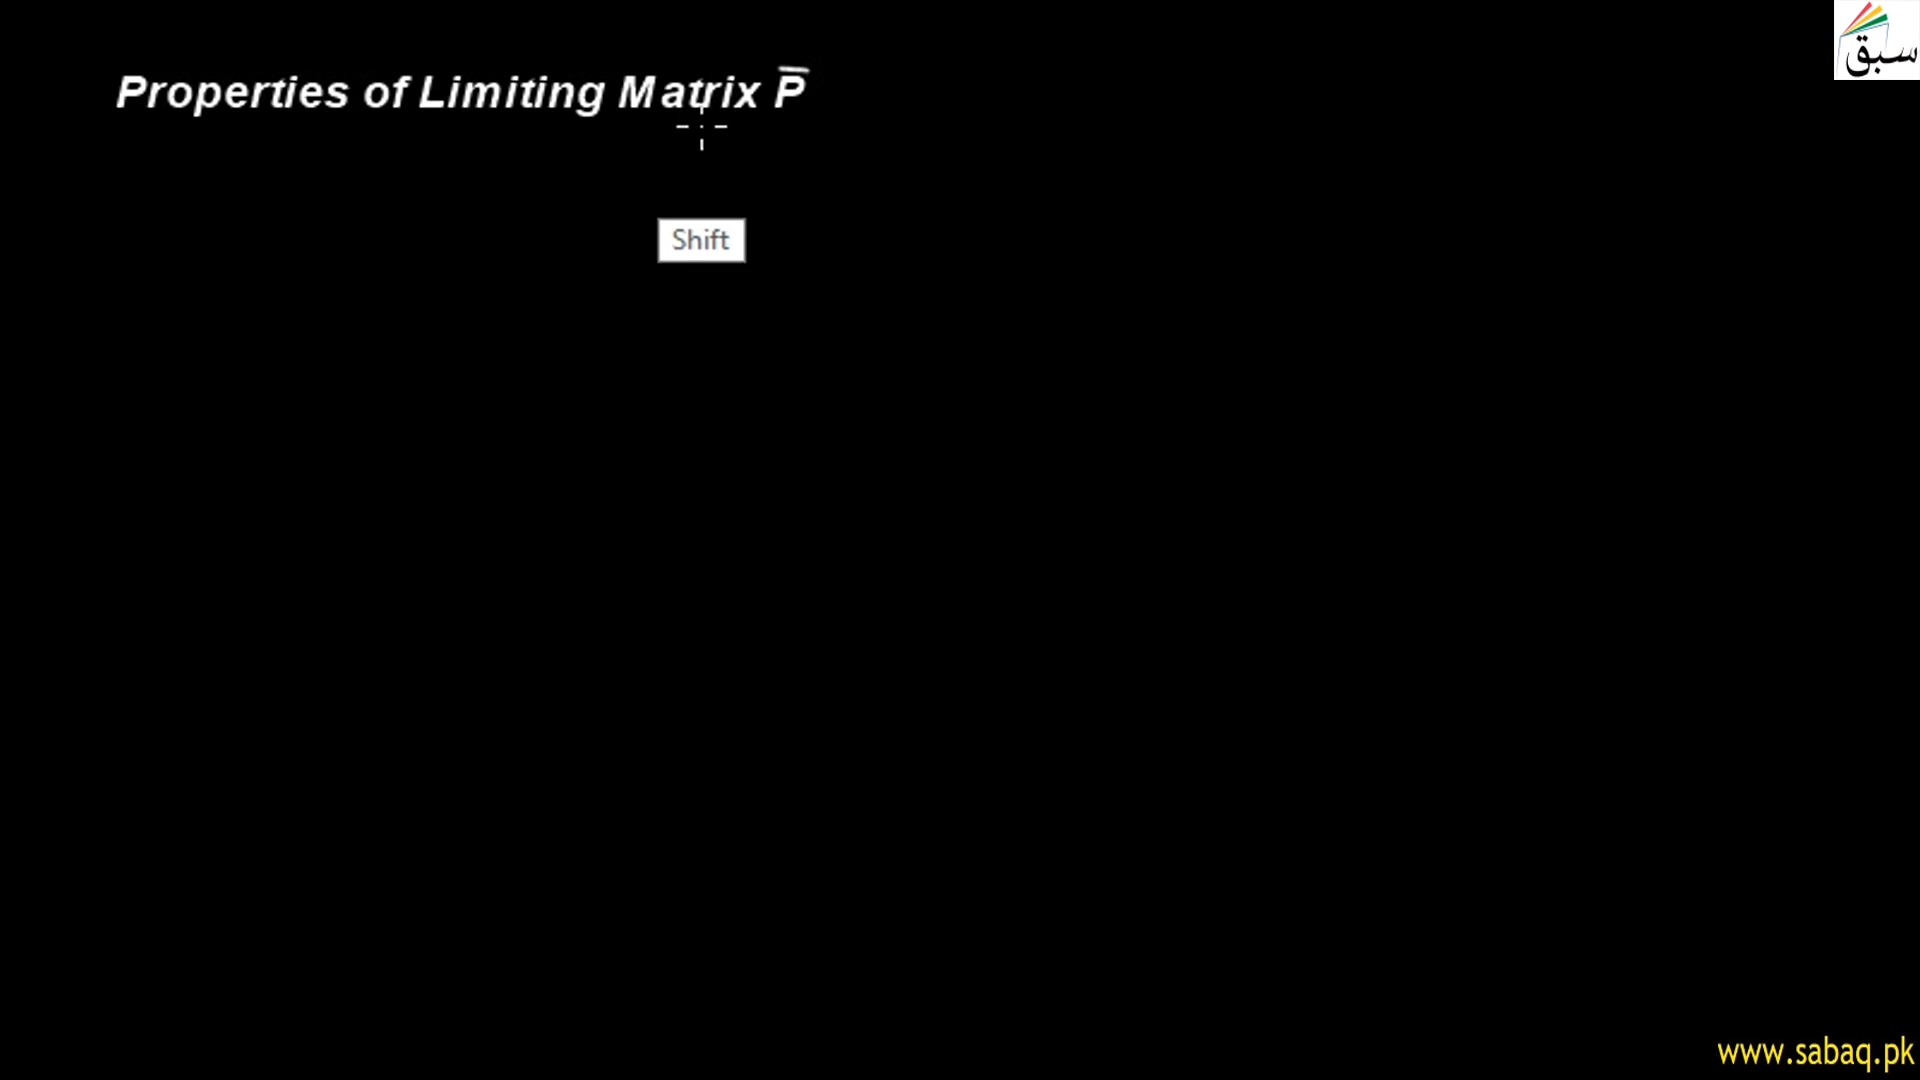 سبق
Properties of Limiting Matrix P̅
Shift
www.sabaq.pk